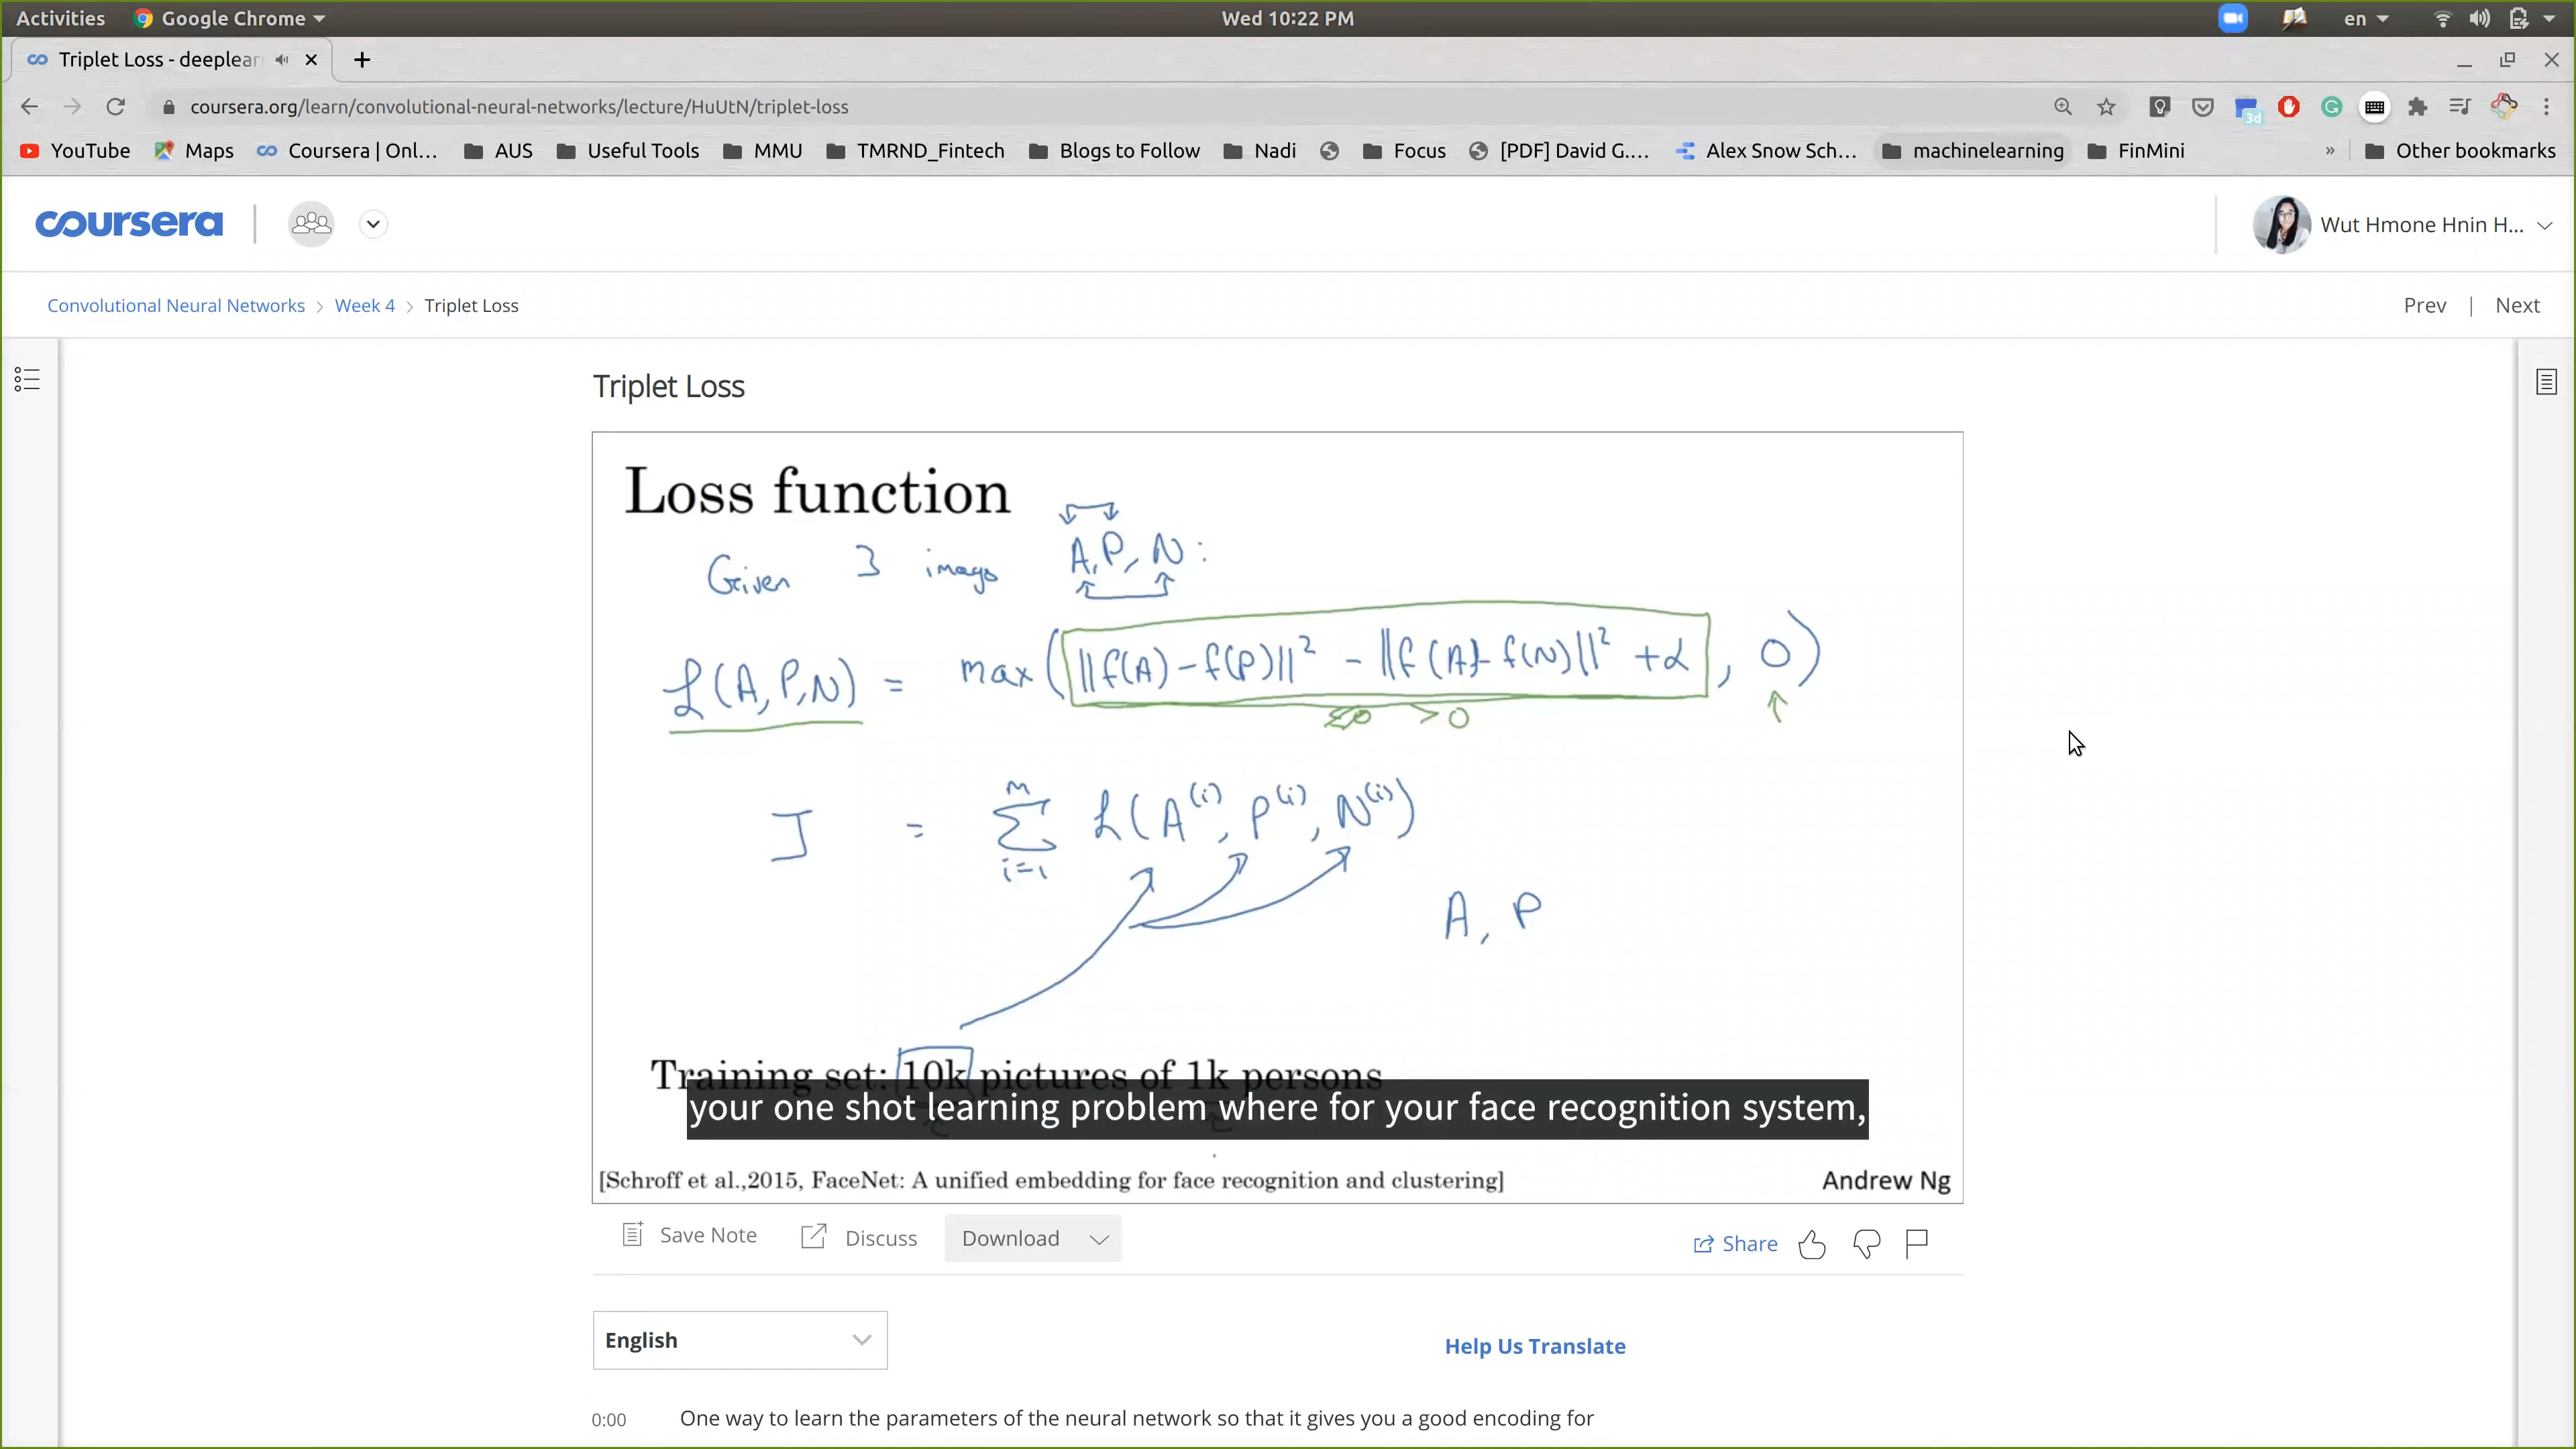 Activities Google Chrome Wed 10:22 PM en
Triplet Loss - deeplear
coursera.org/learn/convolutional-neural-networks/lecture/HuUtN/triplet-loss
3d
YouTube Maps Coursera | Onl... AUS Useful Tools MMU TMRND_Fintech Blogs to Follow Nadi Focus [PDF] David G.... Alex Snow Sch... machinelearning FinMini » Other bookmarks
coursera Wut Hmone Hnin H...
Convolutional Neural Networks > Week 4 > Triplet Loss Prev | Next
Triplet Loss
Loss function
Given 3 images A, P, N:
ℒ(A, P, N) = max(||f(A) - f(P)||² - ||f(A) - f(N)||² + α, 0)
> 0
J = Σ_{i=1}^{m} ℒ(A⁽ⁱ⁾, P⁽ⁱ⁾, N⁽ⁱ⁾)
A, P
Training set: 10k pictures of 1k persons
your one shot learning problem where for your face recognition system,
[Schroff et al.,2015, FaceNet: A unified embedding for face recognition and clustering] Andrew Ng
Save Note Discuss Download Share
English Help Us Translate
0:00 One way to learn the parameters of the neural network so that it gives you a good encoding for